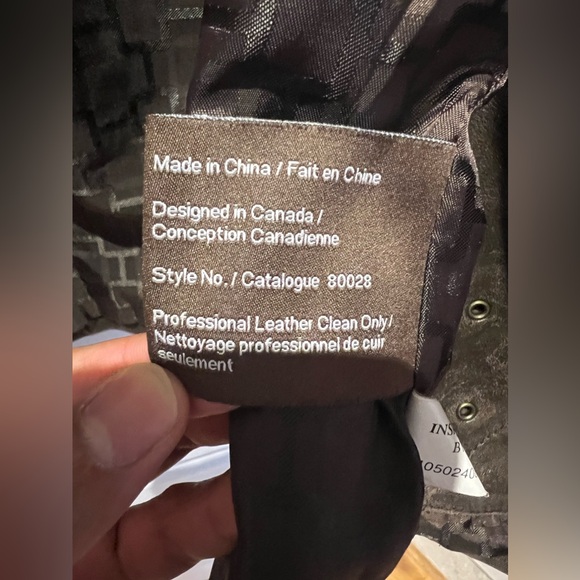 Made in China / Fait en Chine
Designed in Canada /
Conception Canadienne
Style No. / Catalogue 80028
Professional Leather Clean Only/
Nettoyage professionnel de cuir
seulement